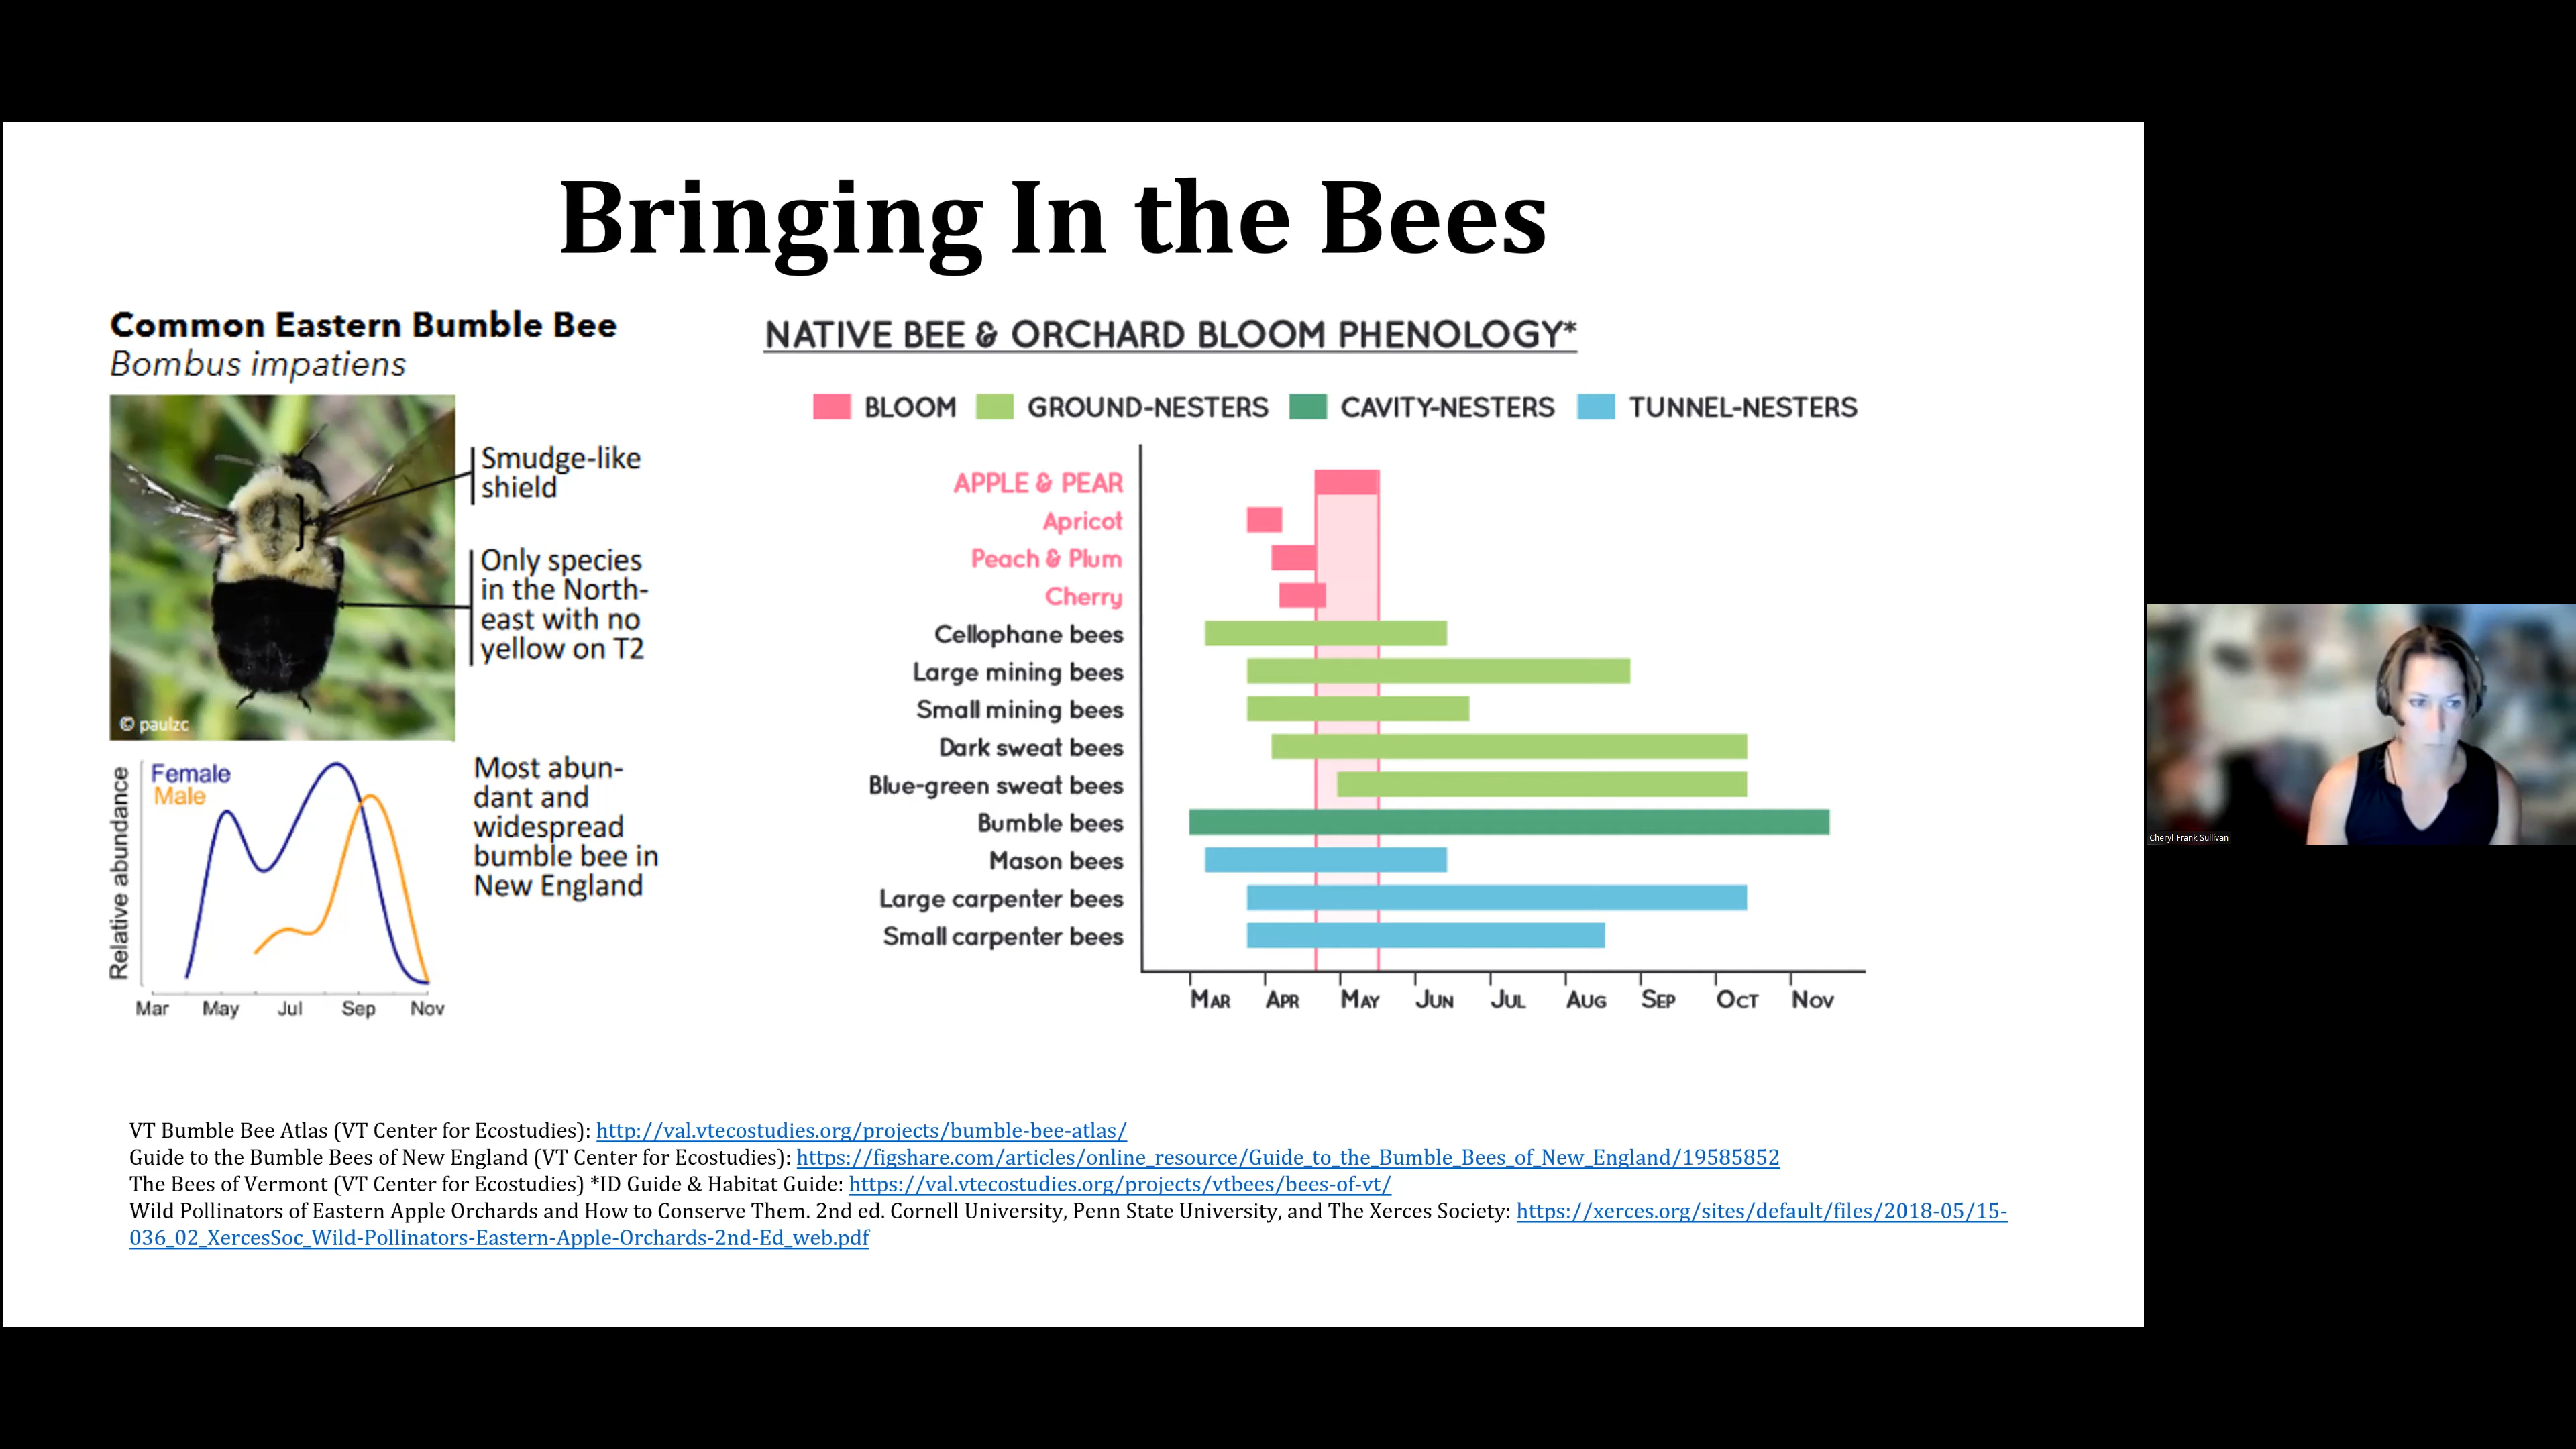 Bringing In the Bees
Common Eastern Bumble Bee
Bombus impatiens
Smudge-like
shield
Only species
in the North-
east with no
yellow on T2
© paulzc
Relative abundance
Female
Male
Mar May Jul Sep Nov
Most abun-
dant and
widespread
bumble bee in
New England
NATIVE BEE & ORCHARD BLOOM PHENOLOGY*
BLOOM GROUND-NESTERS CAVITY-NESTERS TUNNEL-NESTERS
APPLE & PEAR
Apricot
Peach & Plum
Cherry
Cellophane bees
Large mining bees
Small mining bees
Dark sweat bees
Blue-green sweat bees
Bumble bees
Mason bees
Large carpenter bees
Small carpenter bees
MAR APR MAY JUN JUL AUG SEP OCT NOV
VT Bumble Bee Atlas (VT Center for Ecostudies): http://val.vtecostudies.org/projects/bumble-bee-atlas/
Guide to the Bumble Bees of New England (VT Center for Ecostudies): https://figshare.com/articles/online_resource/Guide_to_the_Bumble_Bees_of_New_England/19585852
The Bees of Vermont (VT Center for Ecostudies) *ID Guide & Habitat Guide: https://val.vtecostudies.org/projects/vtbees/bees-of-vt/
Wild Pollinators of Eastern Apple Orchards and How to Conserve Them. 2nd ed. Cornell University, Penn State University, and The Xerces Society: https://xerces.org/sites/default/files/2018-05/15-
036_02_XercesSoc_Wild-Pollinators-Eastern-Apple-Orchards-2nd-Ed_web.pdf
Cheryl Frank Sullivan